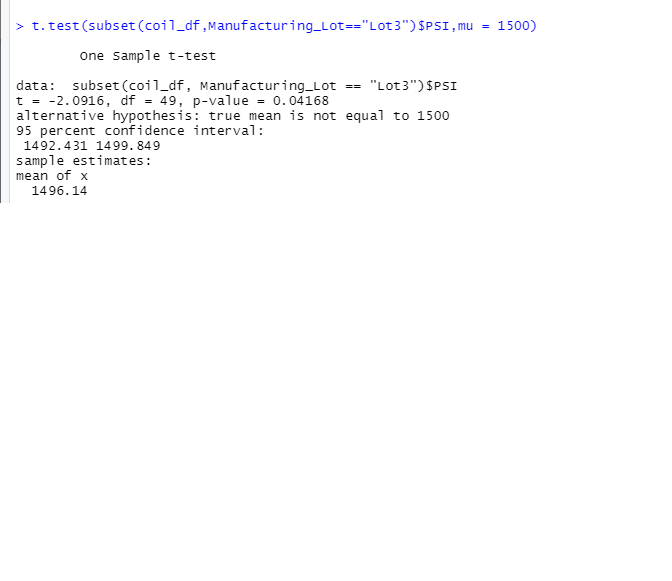 > t.test(subset(coil_df,Manufacturing_Lot=="Lot3")$PSI,mu = 1500)
One Sample t-test
data:  subset(coil_df, Manufacturing_Lot == "Lot3")$PSI
t = -2.0916, df = 49, p-value = 0.04168
alternative hypothesis: true mean is not equal to 1500
95 percent confidence interval:
1492.431 1499.849
sample estimates:
mean of x
1496.14